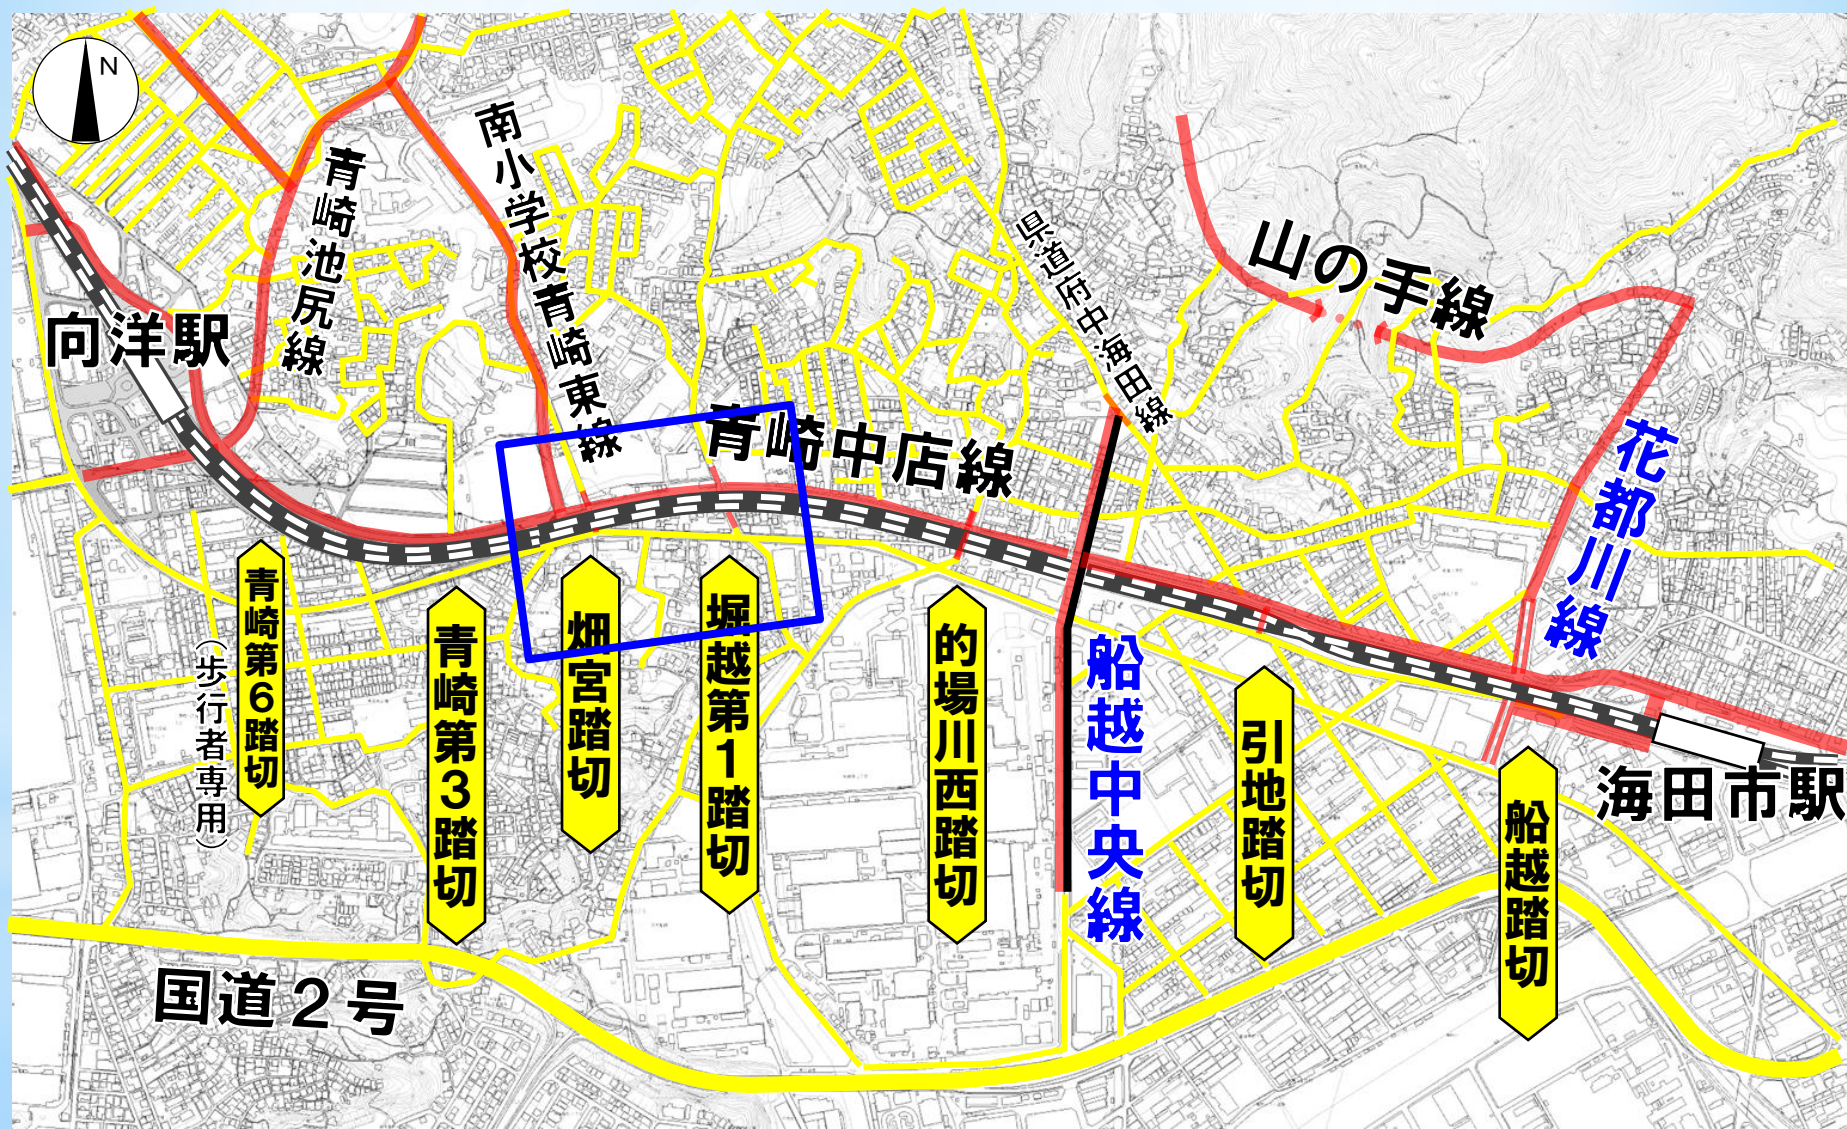 N
向洋駅
青崎池尻線
南小学校青崎東線
青崎中店線
県道府中海田線
山の手線
花都川線
船越中央線
海田市駅
青崎第6踏切
（歩行者専用）
青崎第3踏切
畑宮踏切
堀越第1踏切
的場川西踏切
引地踏切
船越踏切
国道2号